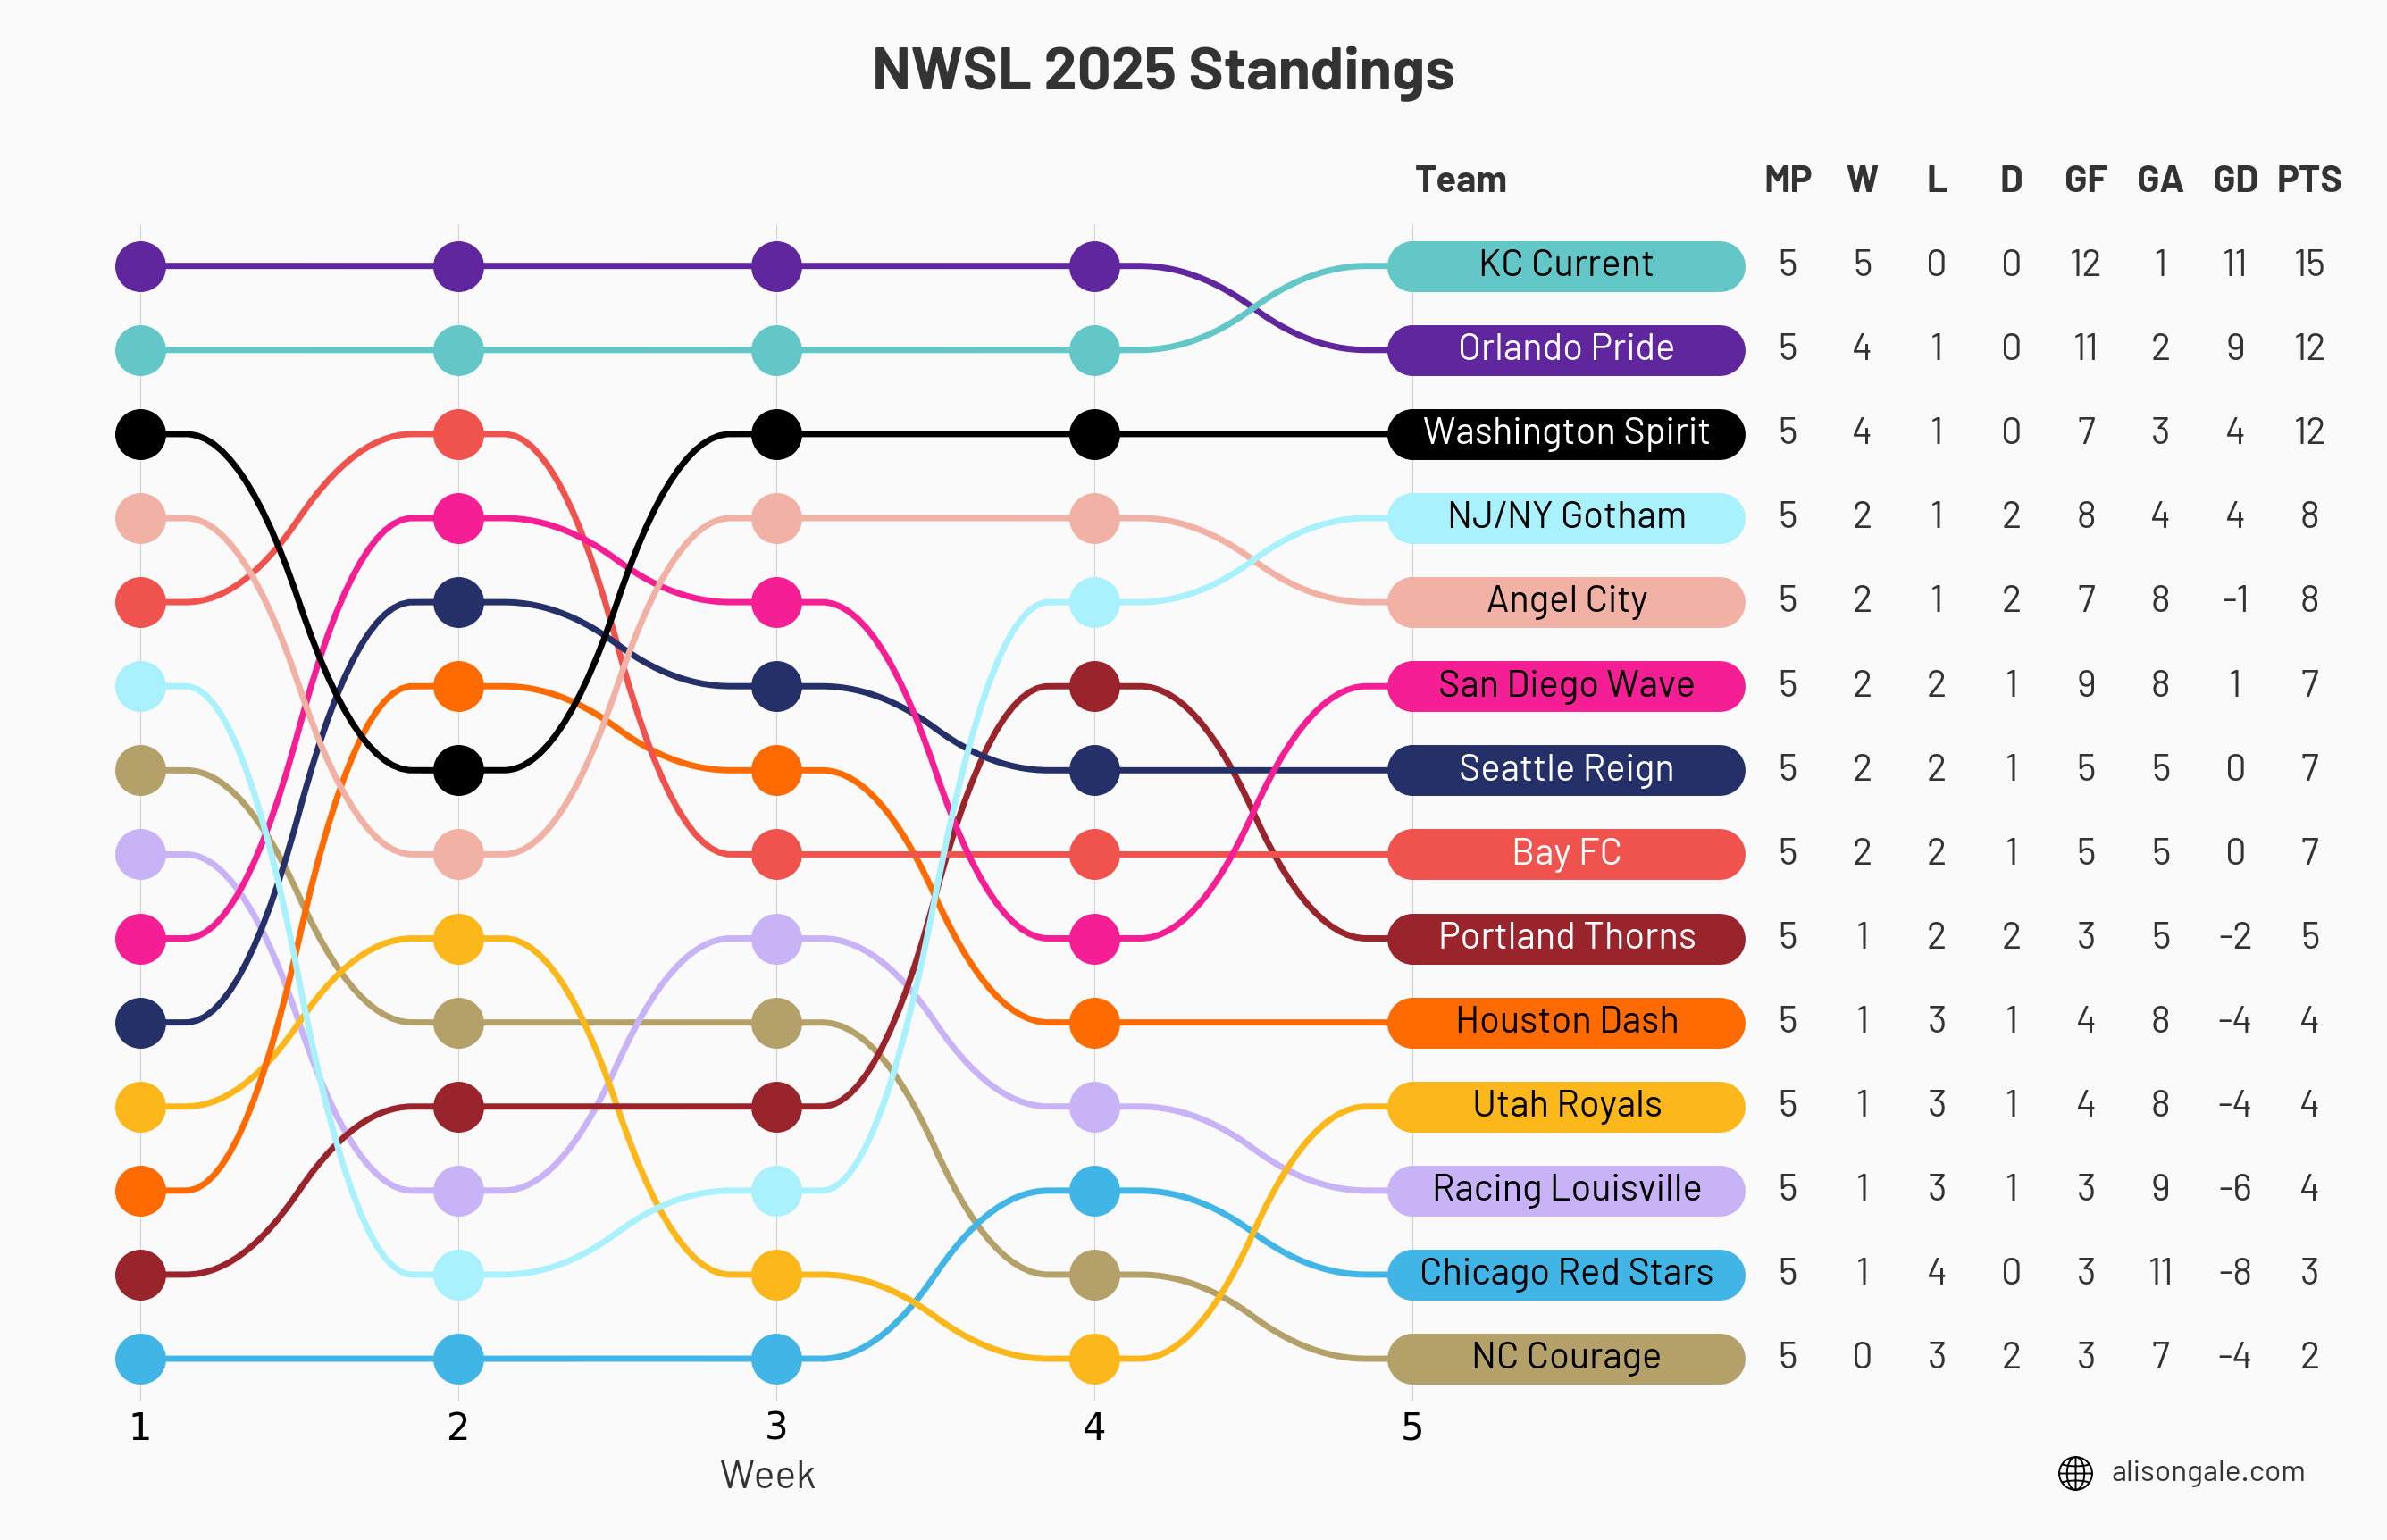 NWSL 2025 Standings
Team MP W L D GF GA GD PTS
KC Current 5 5 0 0 12 1 11 15
Orlando Pride 5 4 1 0 11 2 9 12
Washington Spirit 5 4 1 0 7 3 4 12
NJ/NY Gotham 5 2 1 2 8 4 4 8
Angel City 5 2 1 2 7 8 -1 8
San Diego Wave 5 2 2 1 9 8 1 7
Seattle Reign 5 2 2 1 5 5 0 7
Bay FC 5 2 2 1 5 5 0 7
Portland Thorns 5 1 2 2 3 5 -2 5
Houston Dash 5 1 3 1 4 8 -4 4
Utah Royals 5 1 3 1 4 8 -4 4
Racing Louisville 5 1 3 1 3 9 -6 4
Chicago Red Stars 5 1 4 0 3 11 -8 3
NC Courage 5 0 3 2 3 7 -4 2
1 2 3 4 5
Week
alisongale.com